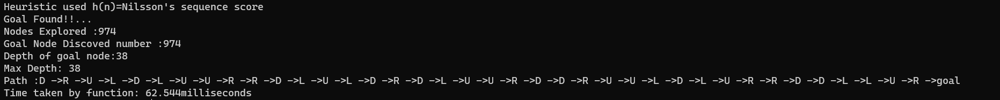 Heuristic used h(n)=Nilsson's sequence score
Goal Found!!...
Nodes Explored :974
Goal Node Discoved number :974
Depth of goal node:38
Max Depth: 38
Path :D —>R —>U —>L —>D —>L —>U —>U —>R —>R —>D —>L —>U —>L —>D —>R —>D —>L —>U —>U —>R —>D —>D —>R —>U —>U —>L —>D —>L —>U —>R —>R —>D —>D —>L —>L —>U —>R —>goal
Time taken by function: 62.544milliseconds